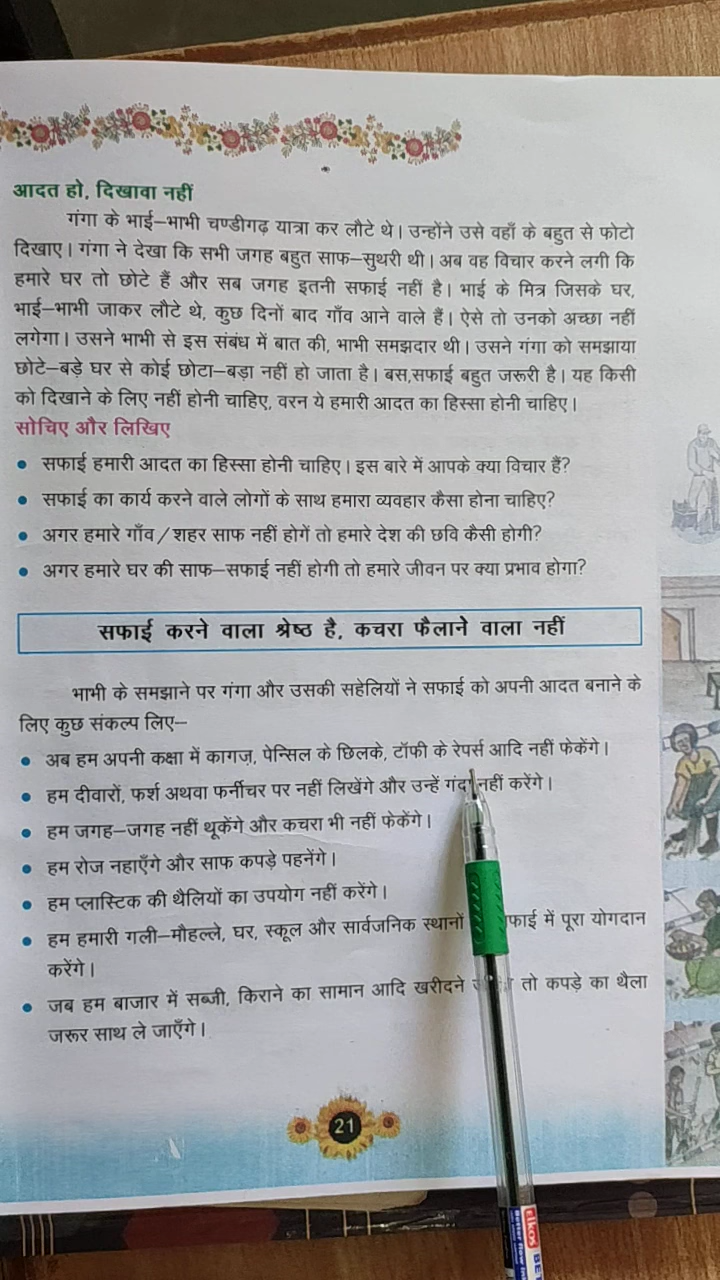 आदत हो, दिखावा नहीं
गंगा के भाई–भाभी चण्डीगढ़ यात्रा कर लौटे थे। उन्होंने उसे वहाँ के बहुत से फोटो
दिखाए। गंगा ने देखा कि सभी जगह बहुत साफ–सुथरी थी। अब वह विचार करने लगी कि
हमारे घर तो छोटे हैं और सब जगह इतनी सफाई नहीं है। भाई के मित्र जिसके घर,
भाई–भाभी जाकर लौटे थे, कुछ दिनों बाद गाँव आने वाले हैं। ऐसे तो उनको अच्छा नहीं
लगेगा। उसने भाभी से इस संबंध में बात की, भाभी समझदार थी। उसने गंगा को समझाया
छोटे–बड़े घर से कोई छोटा–बड़ा नहीं हो जाता है। बस,सफाई बहुत जरूरी है। यह किसी
को दिखाने के लिए नहीं होनी चाहिए, वरन ये हमारी आदत का हिस्सा होनी चाहिए।
सोचिए और लिखिए
• सफाई हमारी आदत का हिस्सा होनी चाहिए। इस बारे में आपके क्या विचार हैं?
• सफाई का कार्य करने वाले लोगों के साथ हमारा व्यवहार कैसा होना चाहिए?
• अगर हमारे गाँव/शहर साफ नहीं होगें तो हमारे देश की छवि कैसी होगी?
• अगर हमारे घर की साफ–सफाई नहीं होगी तो हमारे जीवन पर क्या प्रभाव होगा?
सफाई करने वाला श्रेष्ठ है, कचरा फैलाने वाला नहीं
भाभी के समझाने पर गंगा और उसकी सहेलियों ने सफाई को अपनी आदत बनाने के
लिए कुछ संकल्प लिए–
• अब हम अपनी कक्षा में कागज़, पेन्सिल के छिलके, टॉफी के रेपर्स आदि नहीं फेकेंगे।
• हम दीवारों, फर्श अथवा फर्नीचर पर नहीं लिखेंगे और उन्हें गंदा नहीं करेंगे।
• हम जगह–जगह नहीं थूकेंगे और कचरा भी नहीं फेकेंगे।
• हम रोज नहाएँगे और साफ कपड़े पहनेंगे।
• हम प्लास्टिक की थैलियों का उपयोग नहीं करेंगे।
• हम हमारी गली–मौहल्ले, घर, स्कूल और सार्वजनिक स्थानों फाई में पूरा योगदान
करेंगे।
• जब हम बाजार में सब्जी, किराने का सामान आदि खरीदने तो कपड़े का थैला
जरूर साथ ले जाएँगे।
21
elkos